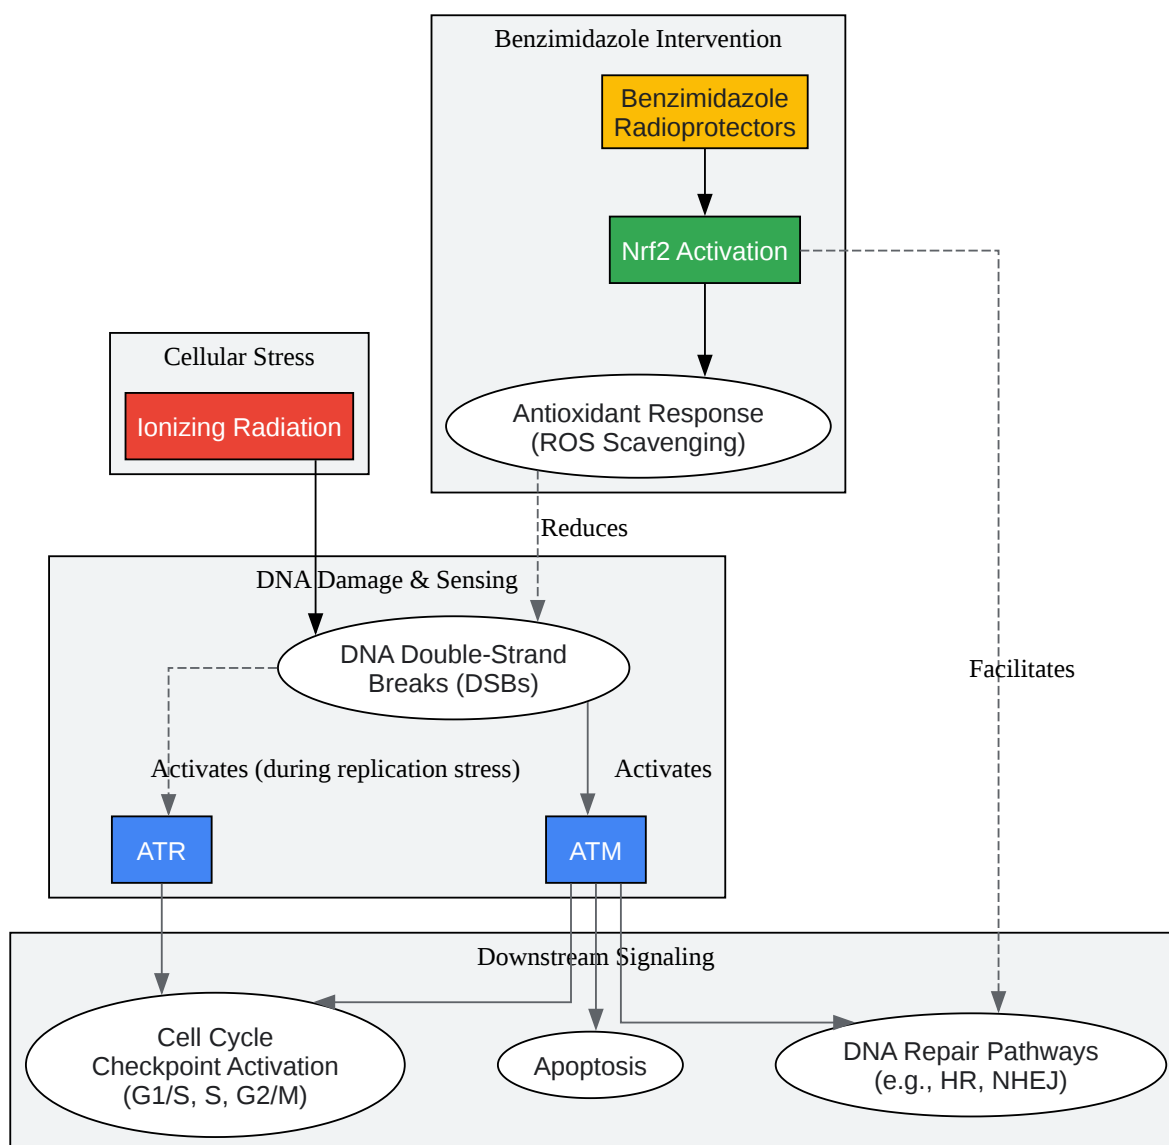 Benzimidazole Intervention
Benzimidazole
Radioprotectors
Nrf2 Activation
Cellular Stress
Ionizing Radiation
Antioxidant Response
(ROS Scavenging)
Reduces
DNA Damage & Sensing
DNA Double-Strand
Breaks (DSBs)
Facilitates
Activates (during replication stress)
Activates
ATR
ATM
Downstream Signaling
Cell Cycle
Checkpoint Activation
(G1/S, S, G2/M)
Apoptosis
DNA Repair Pathways
(e.g., HR, NHEJ)